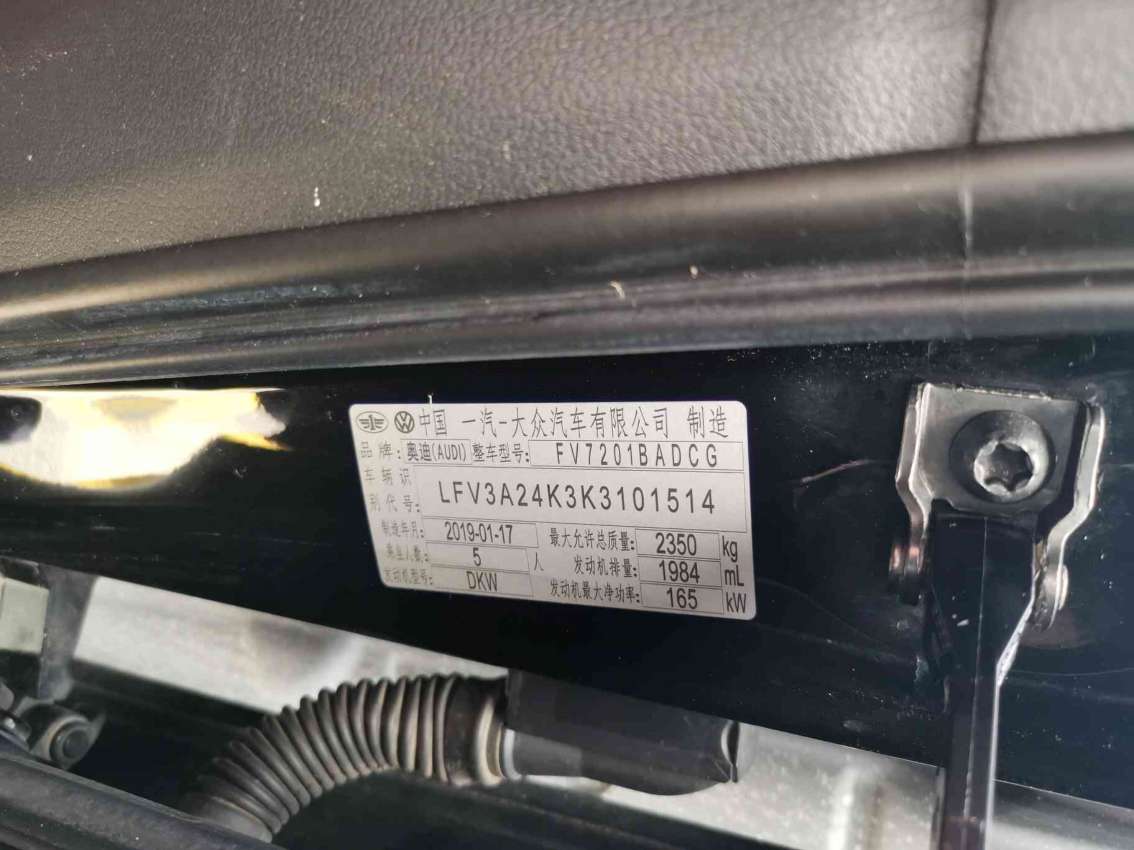 中国 一汽-大众汽车有限公司 制造
品牌: 奥迪(AUDI) 整车型号: FV7201BADCG
车辆识别代号: LFV3A24K3K3101514
制造年月: 2019-01-17 最大允许总质量: 2350 kg
乘坐人数: 5 人 发动机排量: 1984 mL
发动机型号: DKW 发动机最大净功率: 165 kW